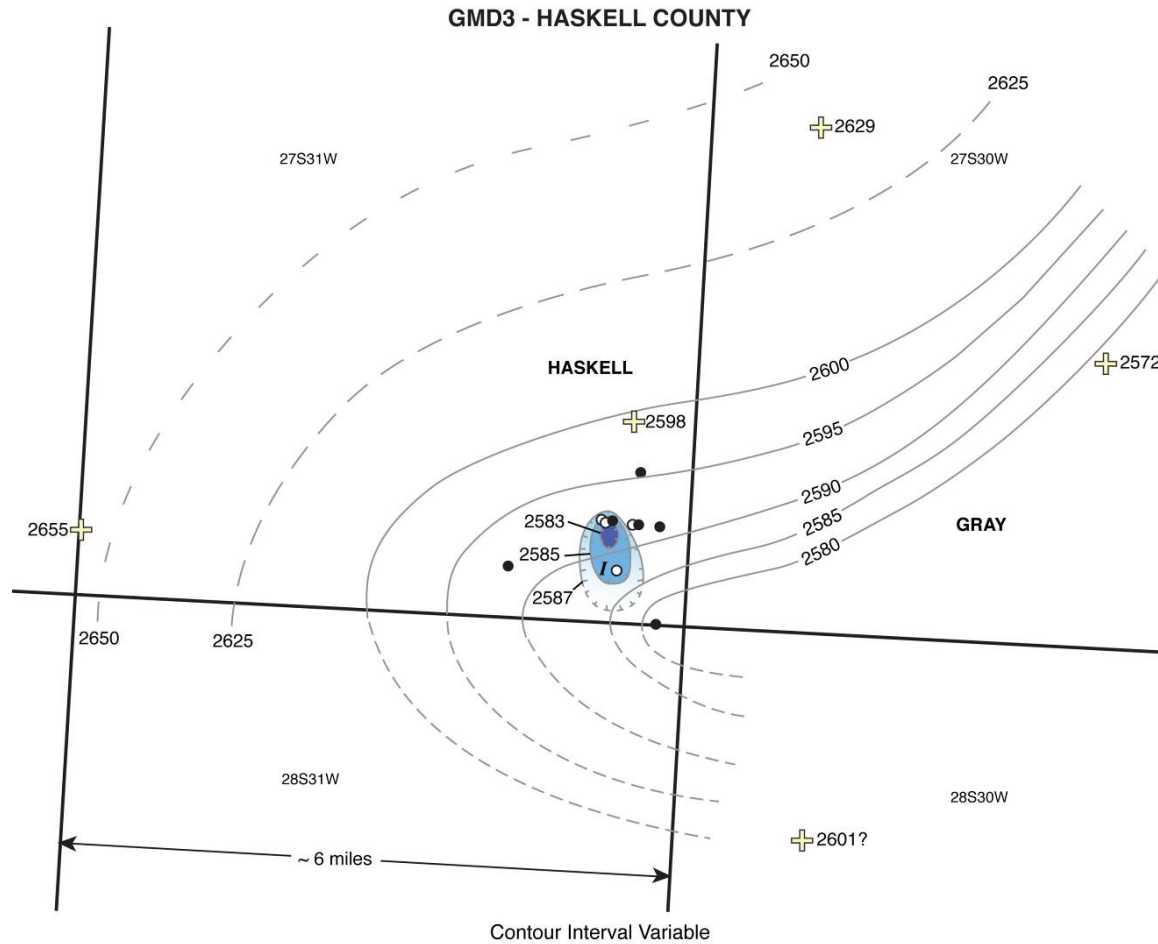 GMD3 - HASKELL COUNTY
2650
2625
2629
27S31W
27S30W
2600
2572
HASKELL
2598
2595
2590
2583
2585
GRAY
2655
2585
2580
I
2587
2650
2625
28S31W
28S30W
2601?
~ 6 miles
Contour Interval Variable